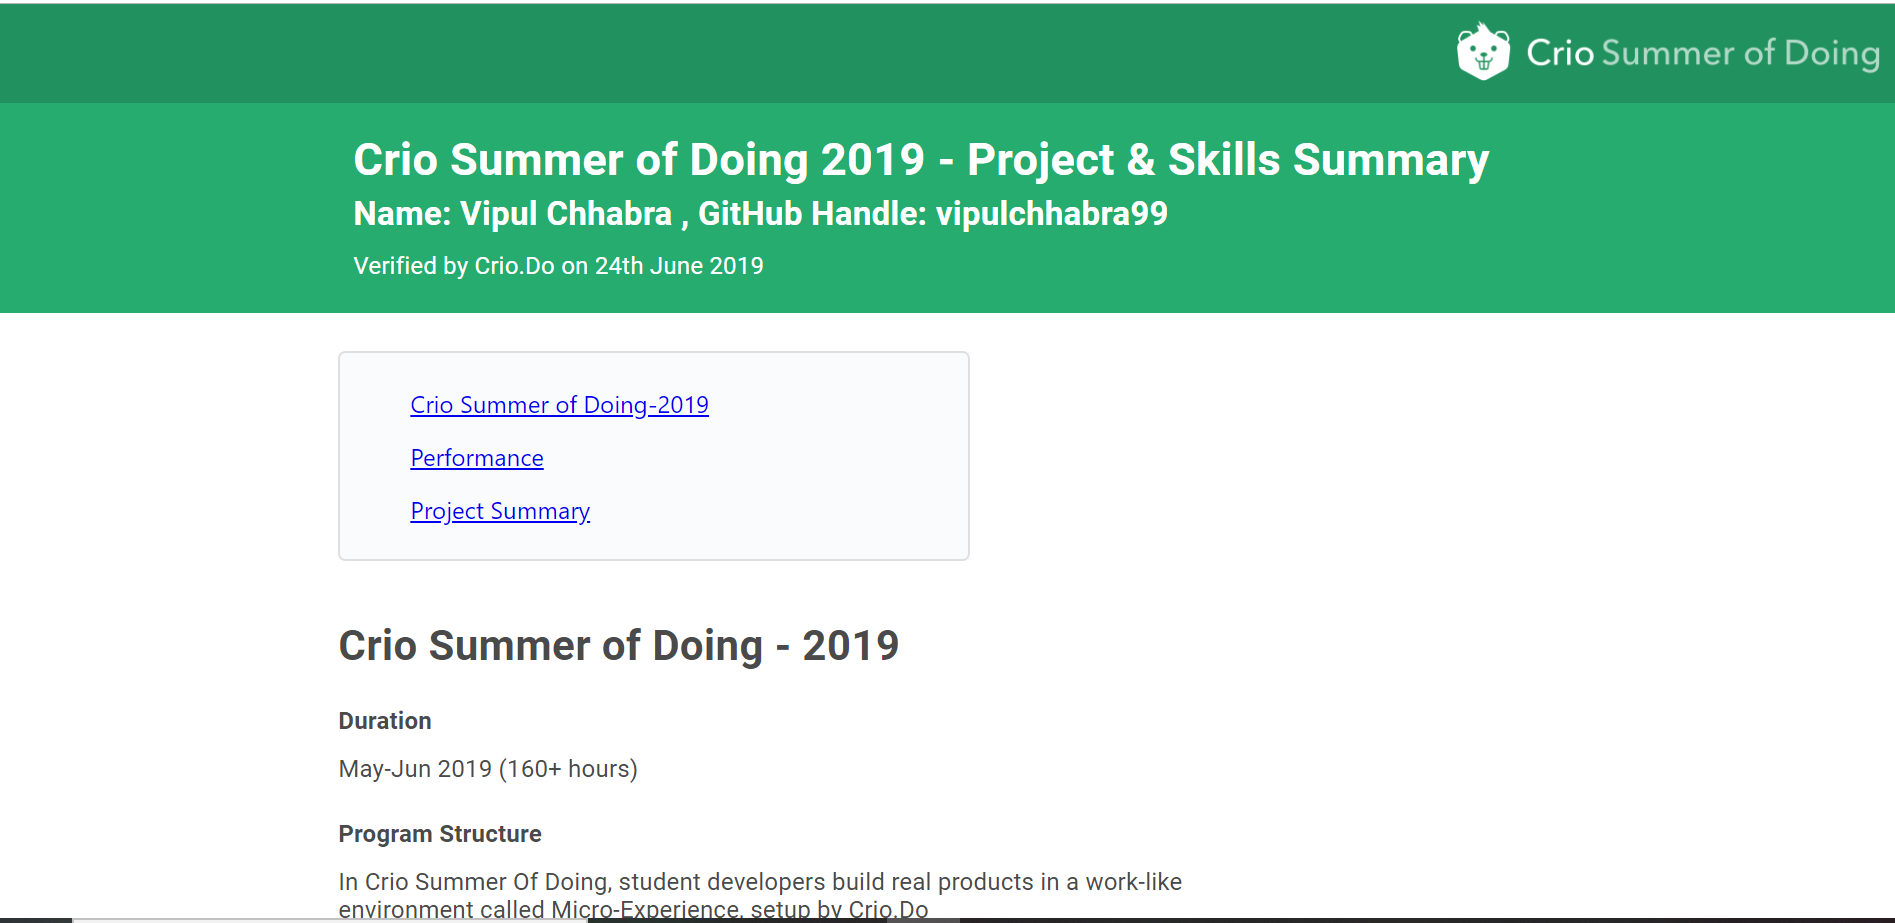 Crio Summer of Doing
Crio Summer of Doing 2019 - Project & Skills Summary
Name: Vipul Chhabra , GitHub Handle: vipulchhabra99
Verified by Crio.Do on 24th June 2019
Crio Summer of Doing-2019
Performance
Project Summary
Crio Summer of Doing - 2019
Duration
May-Jun 2019 (160+ hours)
Program Structure
In Crio Summer Of Doing, student developers build real products in a work-like
environment called Micro-Experience, setup by Crio.Do